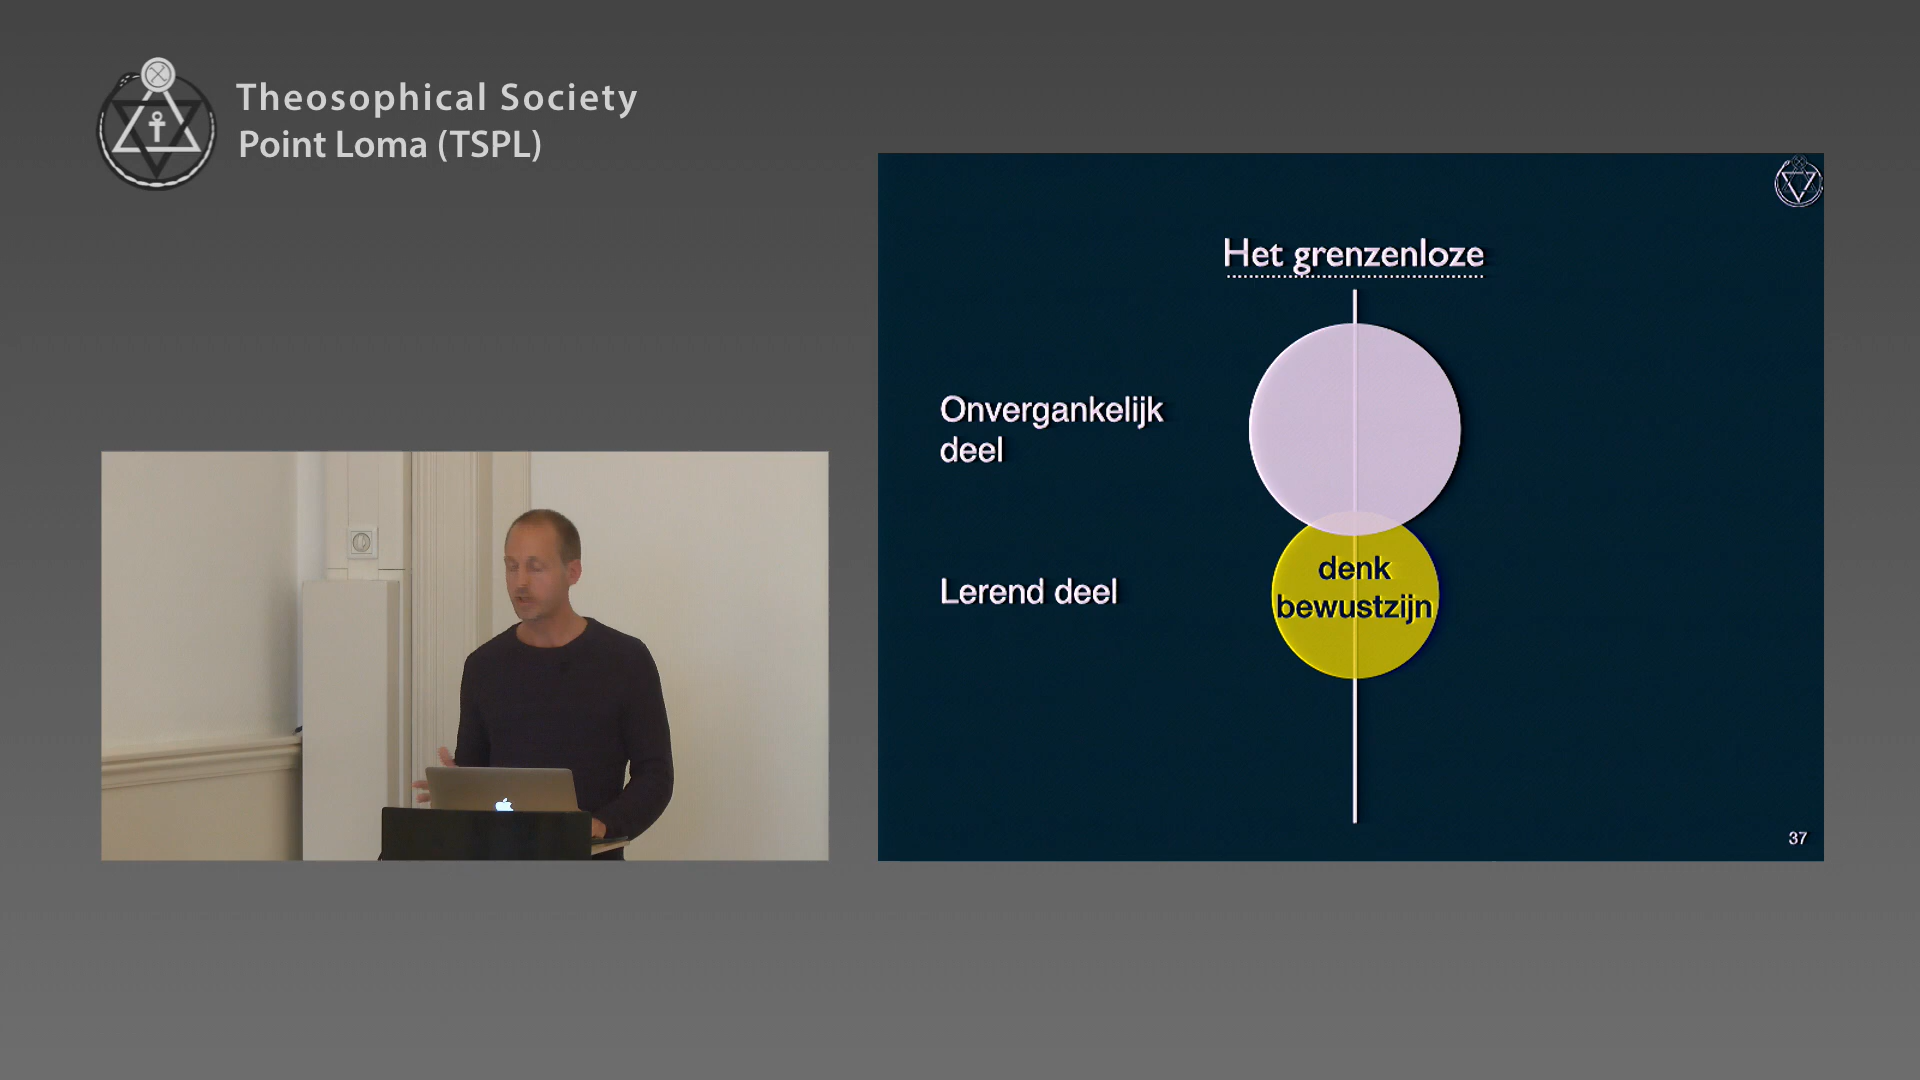 Theosophical Society
Point Loma (TSPL)
Het grenzenloze
Onvergankelijk
deel
Lerend deel
denk
bewustzijn
37